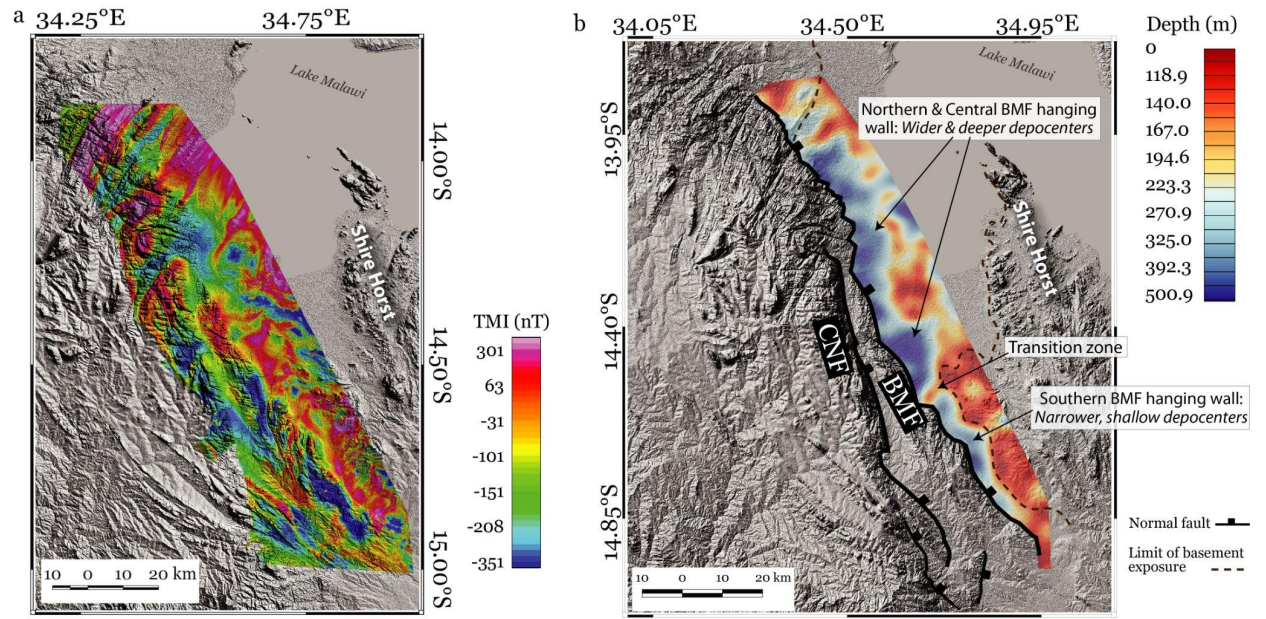 a
34.25°E
34.75°E
Lake Malawi
14.00°S
Shire Horst
14.50°S
15.00°S
TMI (nT)
301
63
-31
-101
-151
-208
-351
10 0 10 20 km
b
34.05°E
34.50°E
34.95°E
Lake Malawi
13.95°S
14.40°S
14.85°S
Northern & Central BMF hanging
wall: Wider & deeper depocenters
Shire Horst
Transition zone
Southern BMF hanging wall:
Narrower, shallow depocenters
CNF
BMF
10 0 10 20 km
Depth (m)
0
118.9
140.0
167.0
194.6
223.3
270.9
325.0
392.3
500.9
Normal fault
Limit of basement
exposure